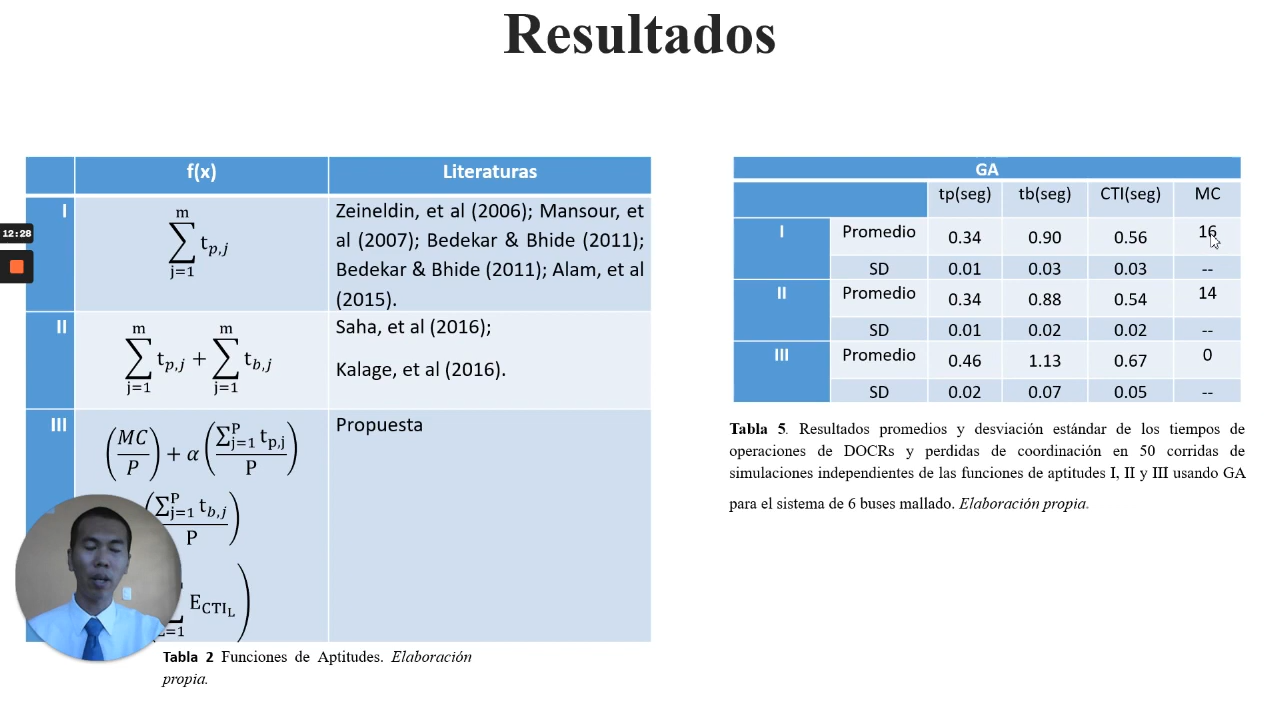 Resultados
f(x) Literaturas
I
m
∑ t_{p,j}
j=1
Zeineldin, et al (2006); Mansour, et
al (2007); Bedekar & Bhide (2011);
Bedekar & Bhide (2011); Alam, et al
(2015).
II
m m
∑ t_{p,j} + ∑ t_{b,j}
j=1 j=1
Saha, et al (2016);
Kalage, et al (2016).
III
(MC/P) + α (∑_{j=1}^{P} t_{p,j} / P)
(∑_{j=1}^{P} t_{b,j} / P)
E_{CTI_L})
=1
Propuesta
12:28
Tabla 2 Funciones de Aptitudes. Elaboración
propia.
GA
tp(seg) tb(seg) CTI(seg) MC
I Promedio 0.34 0.90 0.56 16
SD 0.01 0.03 0.03 --
II Promedio 0.34 0.88 0.54 14
SD 0.01 0.02 0.02 --
III Promedio 0.46 1.13 0.67 0
SD 0.02 0.07 0.05 --
Tabla 5. Resultados promedios y desviación estándar de los tiempos de
operaciones de DOCRs y perdidas de coordinación en 50 corridas de
simulaciones independientes de las funciones de aptitudes I, II y III usando GA
para el sistema de 6 buses mallado. Elaboración propia.